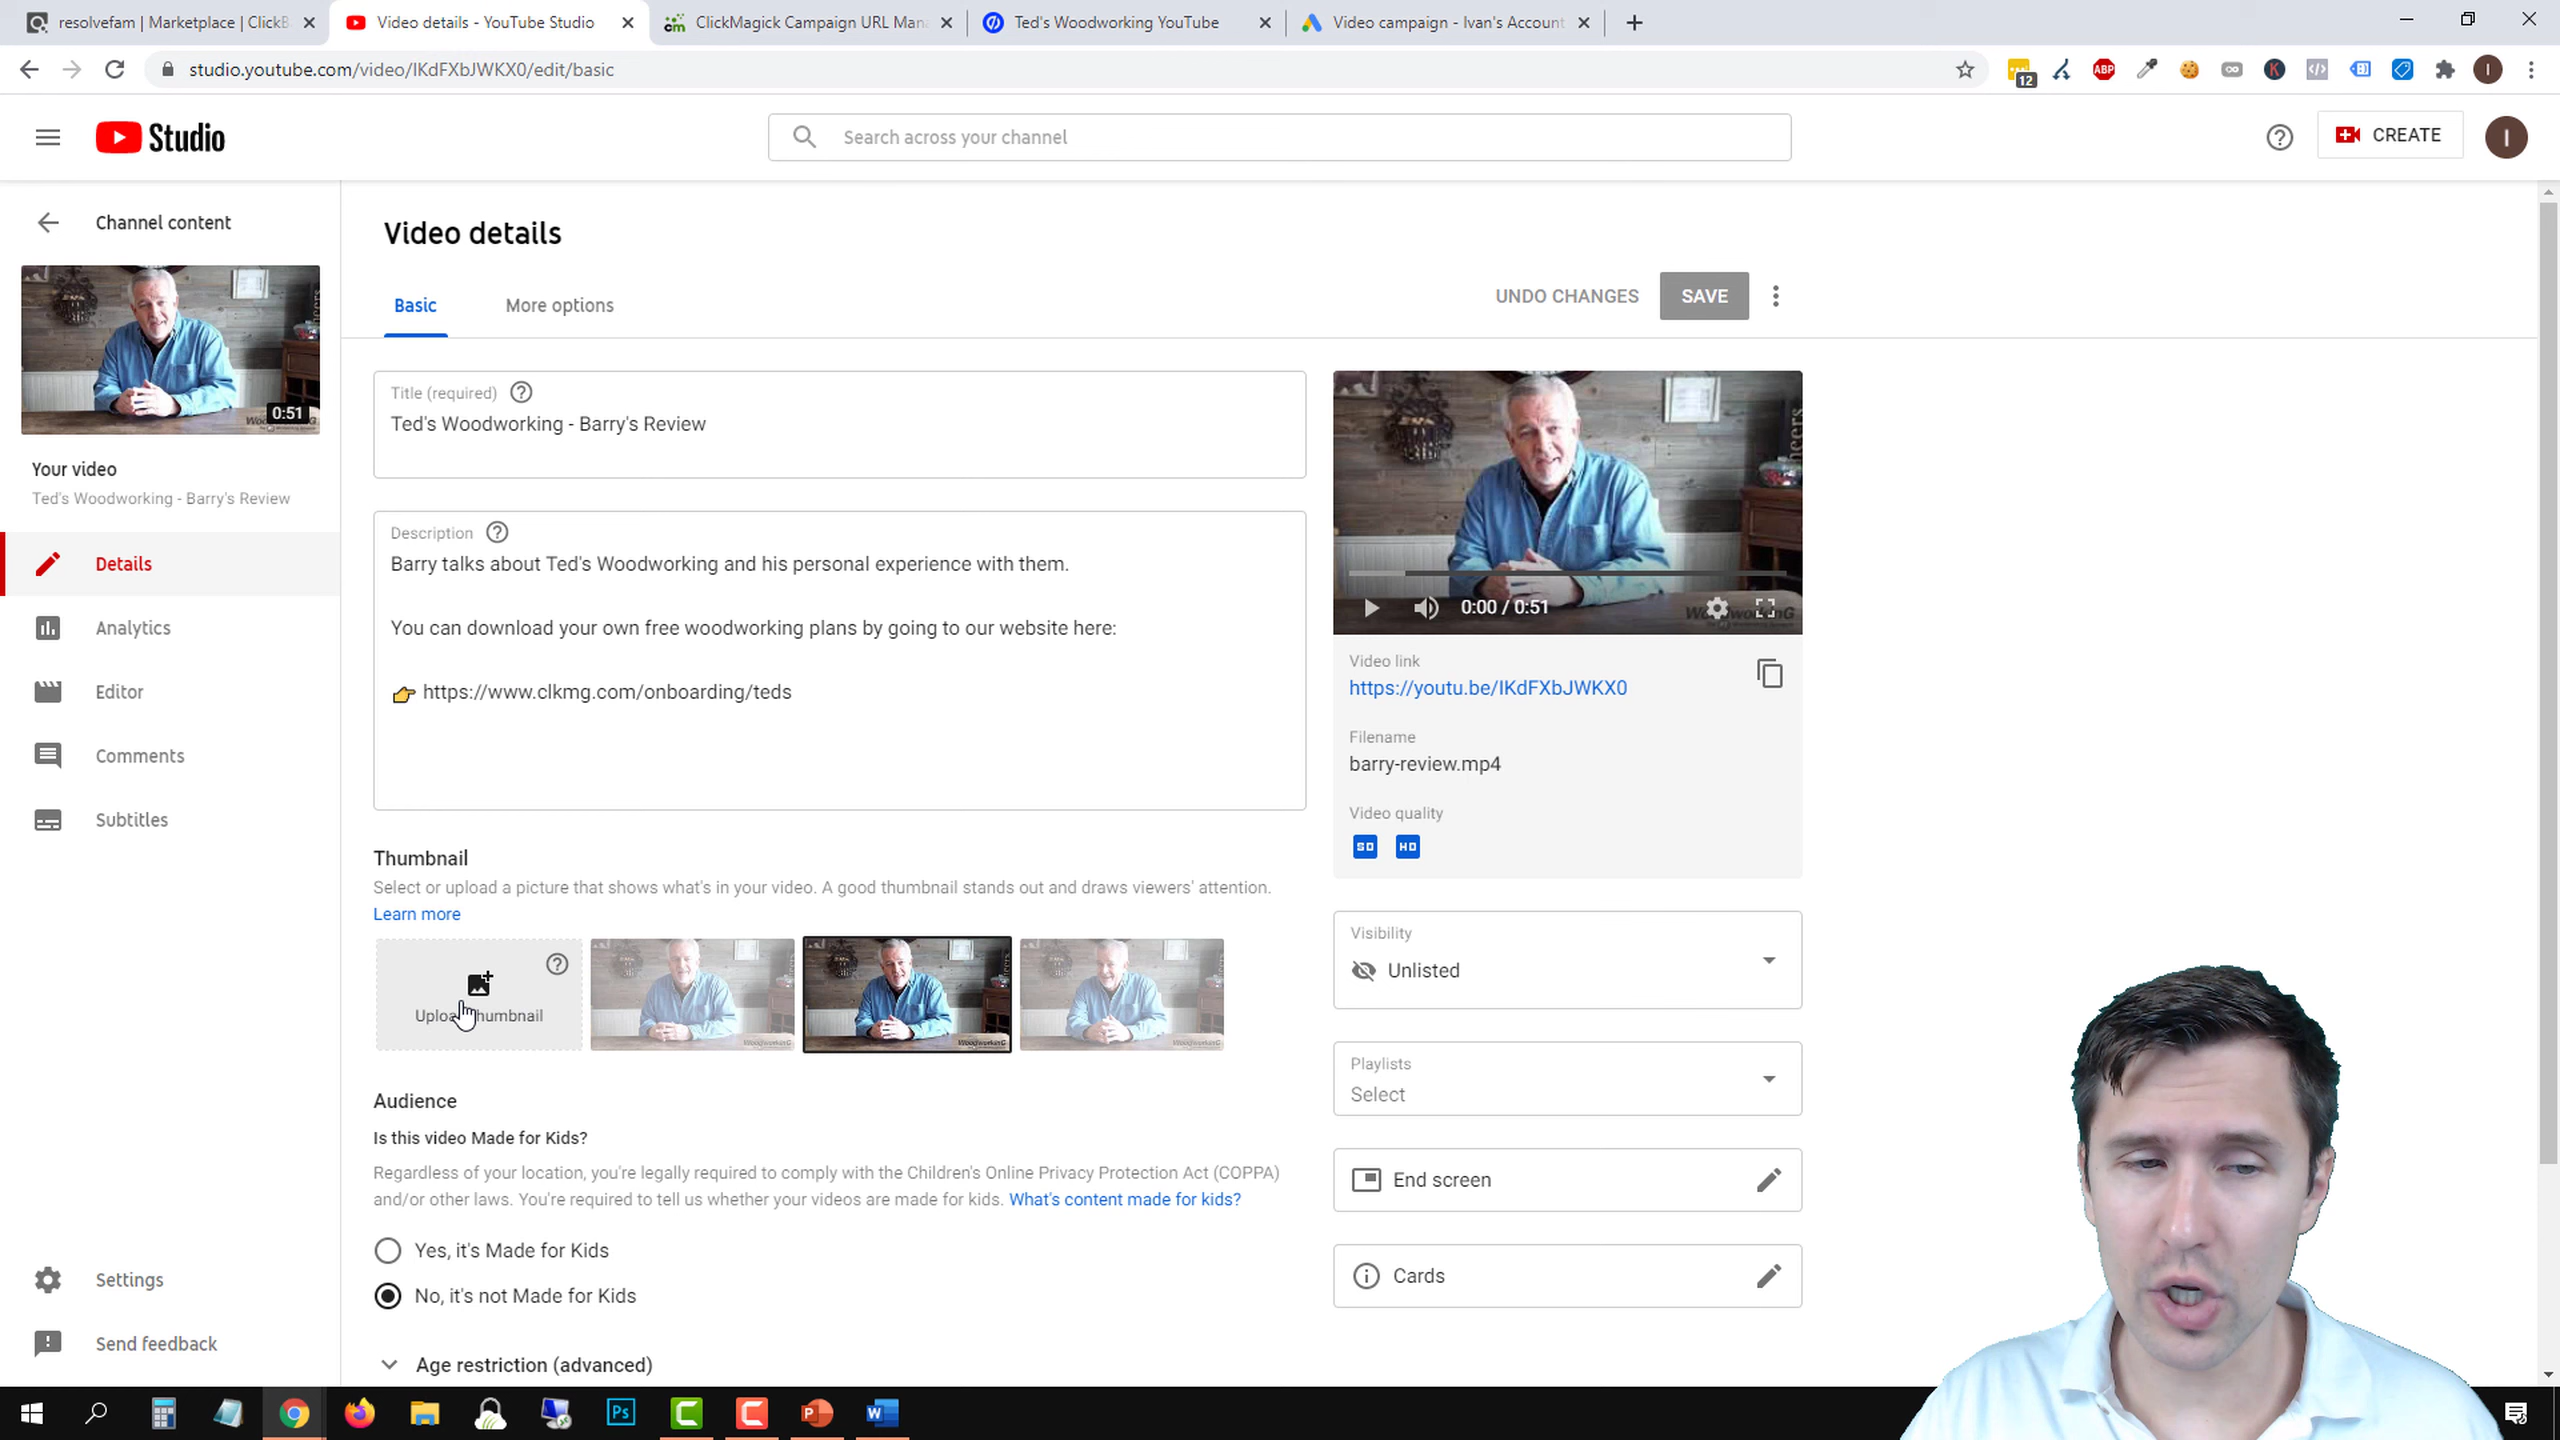 resolvefam | Marketplace | ClickB
Video details - YouTube Studio
ClickMagick Campaign URL Mana
Ted's Woodworking YouTube
Video campaign - Ivan's Account
studio.youtube.com/video/IKdFXbJWKX0/edit/basic
12
ABP
K
I
Studio
Search across your channel
CREATE
I
Channel content
Video details
Basic
More options
UNDO CHANGES
SAVE
0:51
Your video
Ted's Woodworking - Barry's Review
Title (required)
Ted's Woodworking - Barry's Review
Details
Analytics
Editor
Comments
Subtitles
Description
Barry talks about Ted's Woodworking and his personal experience with them.
You can download your own free woodworking plans by going to our website here:
👉 https://www.clkmg.com/onboarding/teds
0:00 / 0:51
Video link
https://youtu.be/IKdFXbJWKX0
Filename
barry-review.mp4
Video quality
SD HD
Thumbnail
Select or upload a picture that shows what's in your video. A good thumbnail stands out and draws viewers' attention.
Learn more
Upload thumbnail
Visibility
Unlisted
Playlists
Select
End screen
Cards
Audience
Is this video Made for Kids?
Regardless of your location, you're legally required to comply with the Children's Online Privacy Protection Act (COPPA)
and/or other laws. You're required to tell us whether your videos are made for kids. What's content made for kids?
Yes, it's Made for Kids
No, it's not Made for Kids
Age restriction (advanced)
Settings
Send feedback
Ps
P
W